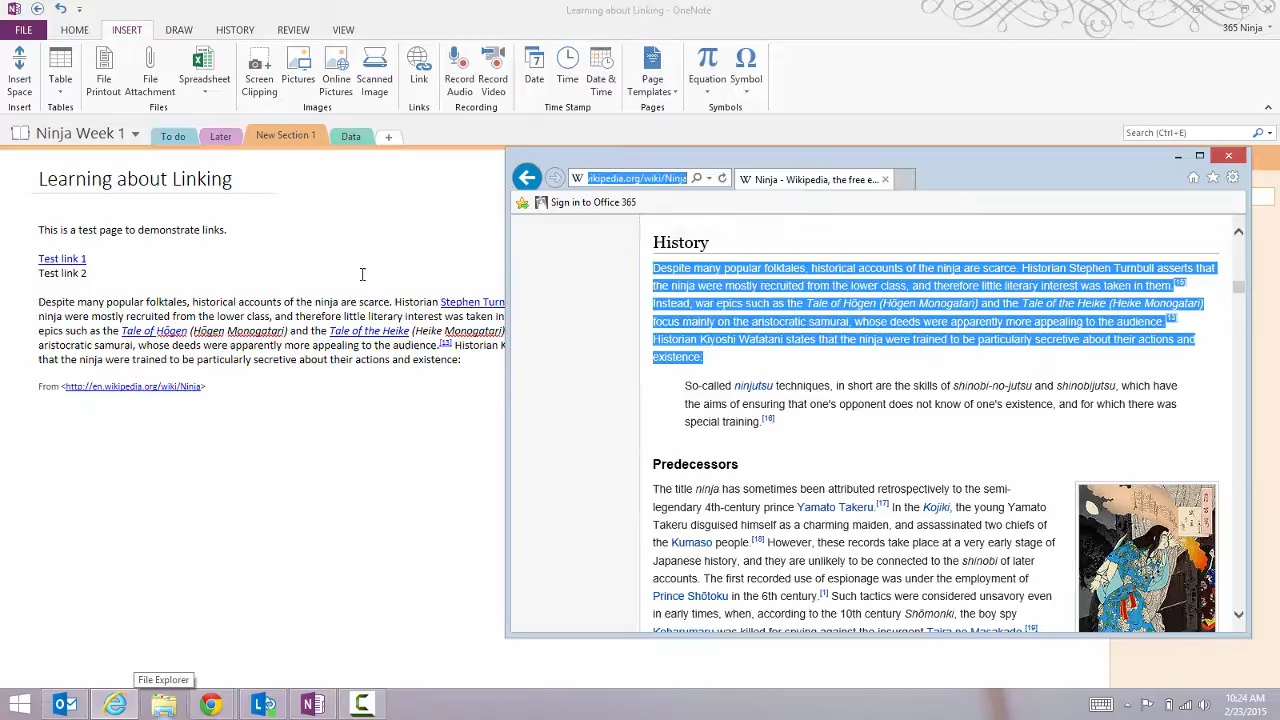 Learning about Linking - OneNote
365 Ninja
FILE HOME INSERT DRAW HISTORY REVIEW VIEW
Insert Space
Table
File Printout
File Attachment
Spreadsheet
Screen Clipping
Pictures
Online Pictures
Scanned Image
Link
Record Audio
Record Video
Date
Time
Date & Time
Page Templates
Equation
Symbol
Insert Tables Files Images Links Recording Time Stamp Pages Symbols
Ninja Week 1 To do Later New Section 1 Data +
Search (Ctrl+E)
Learning about Linking
This is a test page to demonstrate links.
Test link 1
Test link 2
Despite many popular folktales, historical accounts of the ninja are scarce. Historian Stephen Turn
ninja were mostly recruited from the lower class, and therefore little literary interest was taken in
epics such as the Tale of Hōgen (Hōgen Monogatari) and the Tale of the Heike (Heike Monogatari)
aristocratic samurai, whose deeds were apparently more appealing to the audience.[13] Historian K
that the ninja were trained to be particularly secretive about their actions and existence:
From <http://en.wikipedia.org/wiki/Ninja>
ikipedia.org/wiki/Ninja
Ninja - Wikipedia, the free e...
Sign in to Office 365
History
Despite many popular folktales, historical accounts of the ninja are scarce. Historian Stephen Turnbull asserts that
the ninja were mostly recruited from the lower class, and therefore little literary interest was taken in them.[15]
Instead, war epics such as the Tale of Hōgen (Hōgen Monogatari) and the Tale of the Heike (Heike Monogatari)
focus mainly on the aristocratic samurai, whose deeds were apparently more appealing to the audience.[13]
Historian Kiyoshi Watatani states that the ninja were trained to be particularly secretive about their actions and
existence:
So-called ninjutsu techniques, in short are the skills of shinobi-no-jutsu and shinobijutsu, which have
the aims of ensuring that one's opponent does not know of one's existence, and for which there was
special training.[16]
Predecessors
The title ninja has sometimes been attributed retrospectively to the semi-
legendary 4th-century prince Yamato Takeru.[17] In the Kojiki, the young Yamato
Takeru disguised himself as a charming maiden, and assassinated two chiefs of
the Kumaso people.[18] However, these records take place at a very early stage of
Japanese history, and they are unlikely to be connected to the shinobi of later
accounts. The first recorded use of espionage was under the employment of
Prince Shōtoku in the 6th century.[1] Such tactics were considered unsavory even
in early times, when, according to the 10th century Shōmonki, the boy spy
Koharumaru was killed for spying against the insurgent Taira no Masakado.[19]
File Explorer
10:24 AM
2/23/2015